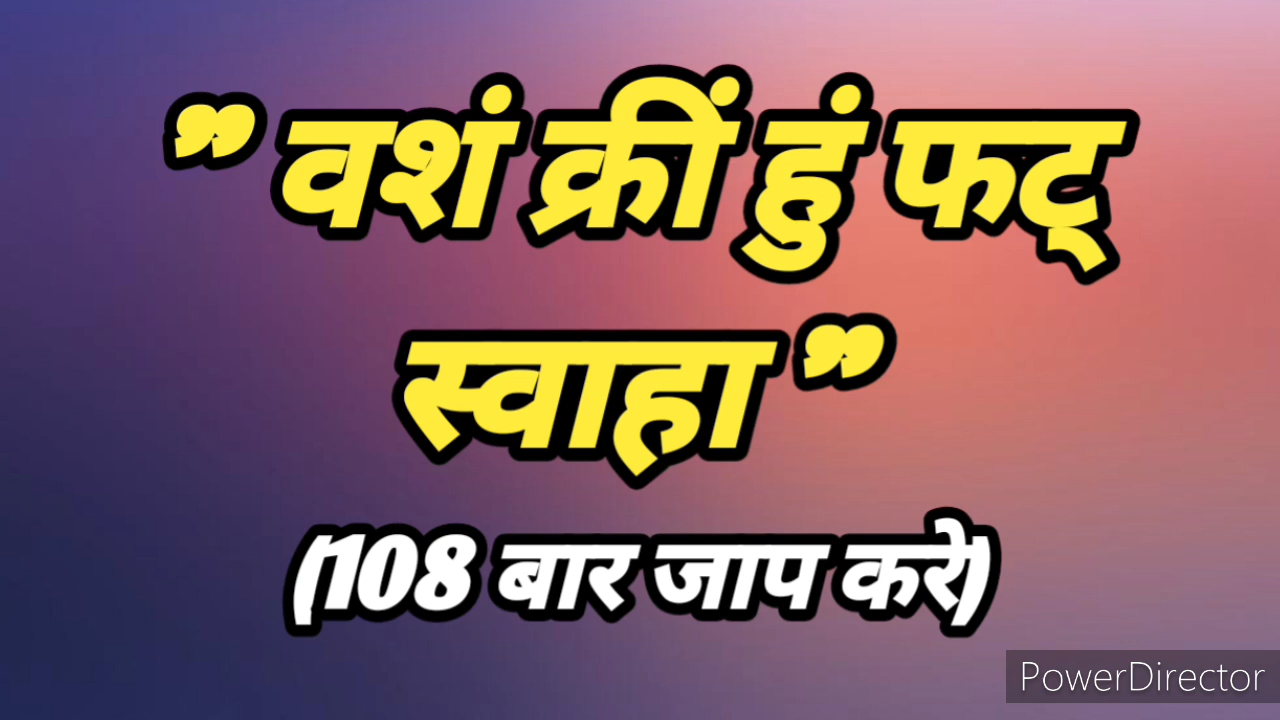 ” वशं क्रीं हुं फट्
स्वाहा ”
(108 बार जाप करे)
PowerDirector